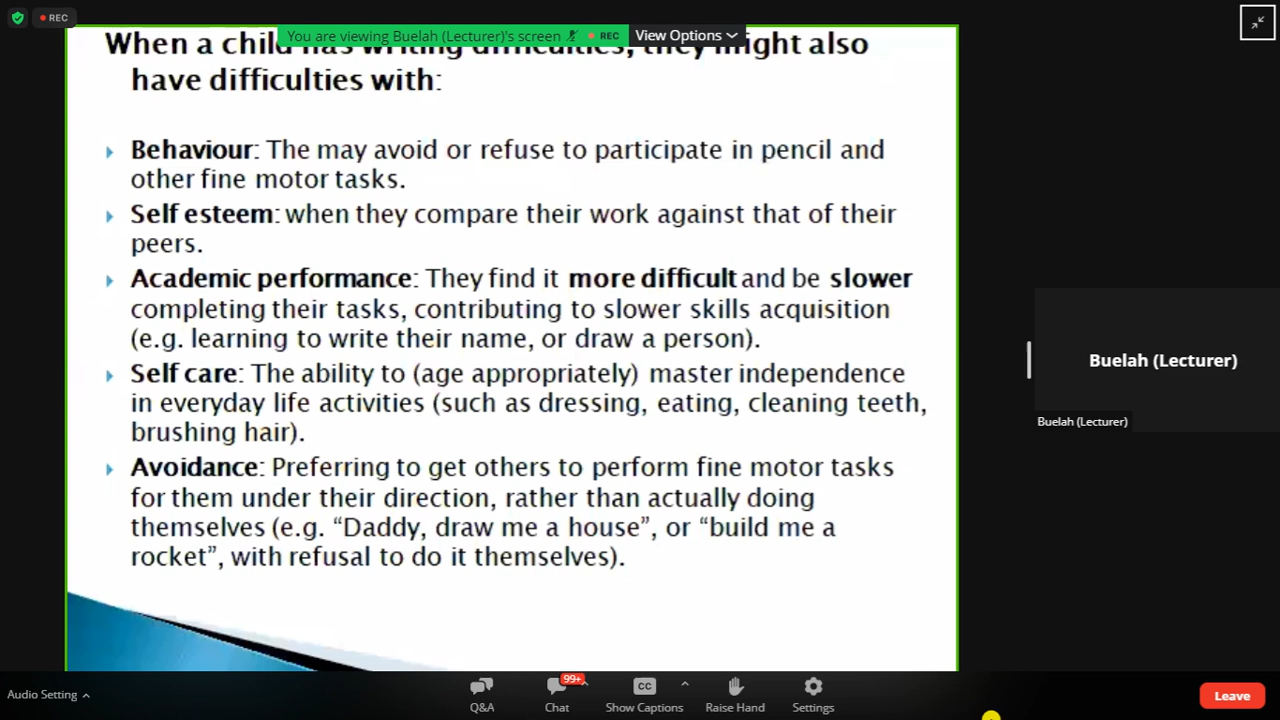 REC
You are viewing Buelah (Lecturer)'s screen REC View Options
When a child has writing difficulties, they might also
have difficulties with:
Behaviour: The may avoid or refuse to participate in pencil and
other fine motor tasks.
Self esteem: when they compare their work against that of their
peers.
Academic performance: They find it more difficult and be slower
completing their tasks, contributing to slower skills acquisition
(e.g. learning to write their name, or draw a person).
Self care: The ability to (age appropriately) master independence
in everyday life activities (such as dressing, eating, cleaning teeth,
brushing hair).
Avoidance: Preferring to get others to perform fine motor tasks
for them under their direction, rather than actually doing
themselves (e.g. “Daddy, draw me a house”, or “build me a
rocket”, with refusal to do it themselves).
Buelah (Lecturer)
Buelah (Lecturer)
Audio Setting
Q&A
99+
Chat
CC
Show Captions
Raise Hand
Settings
Leave